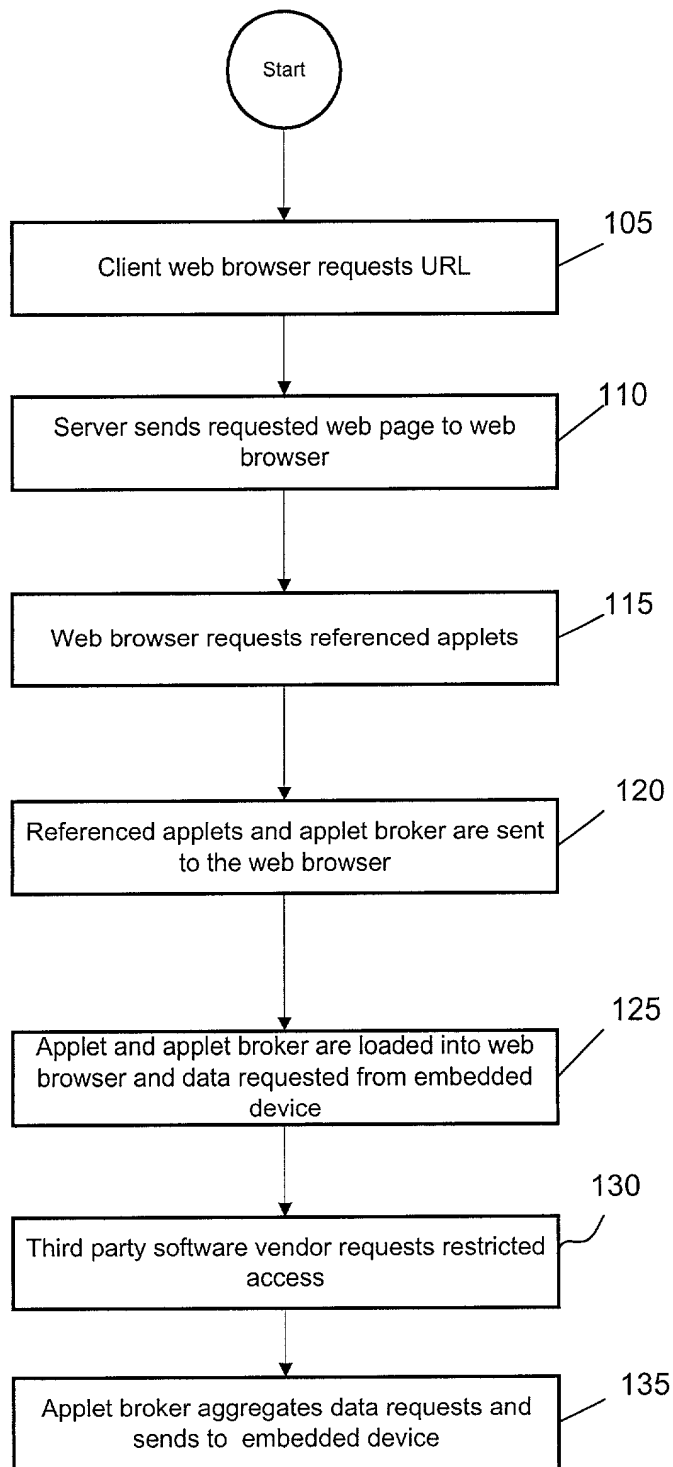 Start
105
Client web browser requests URL
110
Server sends requested web page to web
browser
115
Web browser requests referenced applets
120
Referenced applets and applet broker are sent
to the web browser
125
Applet and applet broker are loaded into web
browser and data requested from embedded
device
130
Third party software vendor requests restricted
access
135
Applet broker aggregates data requests and
sends to embedded device